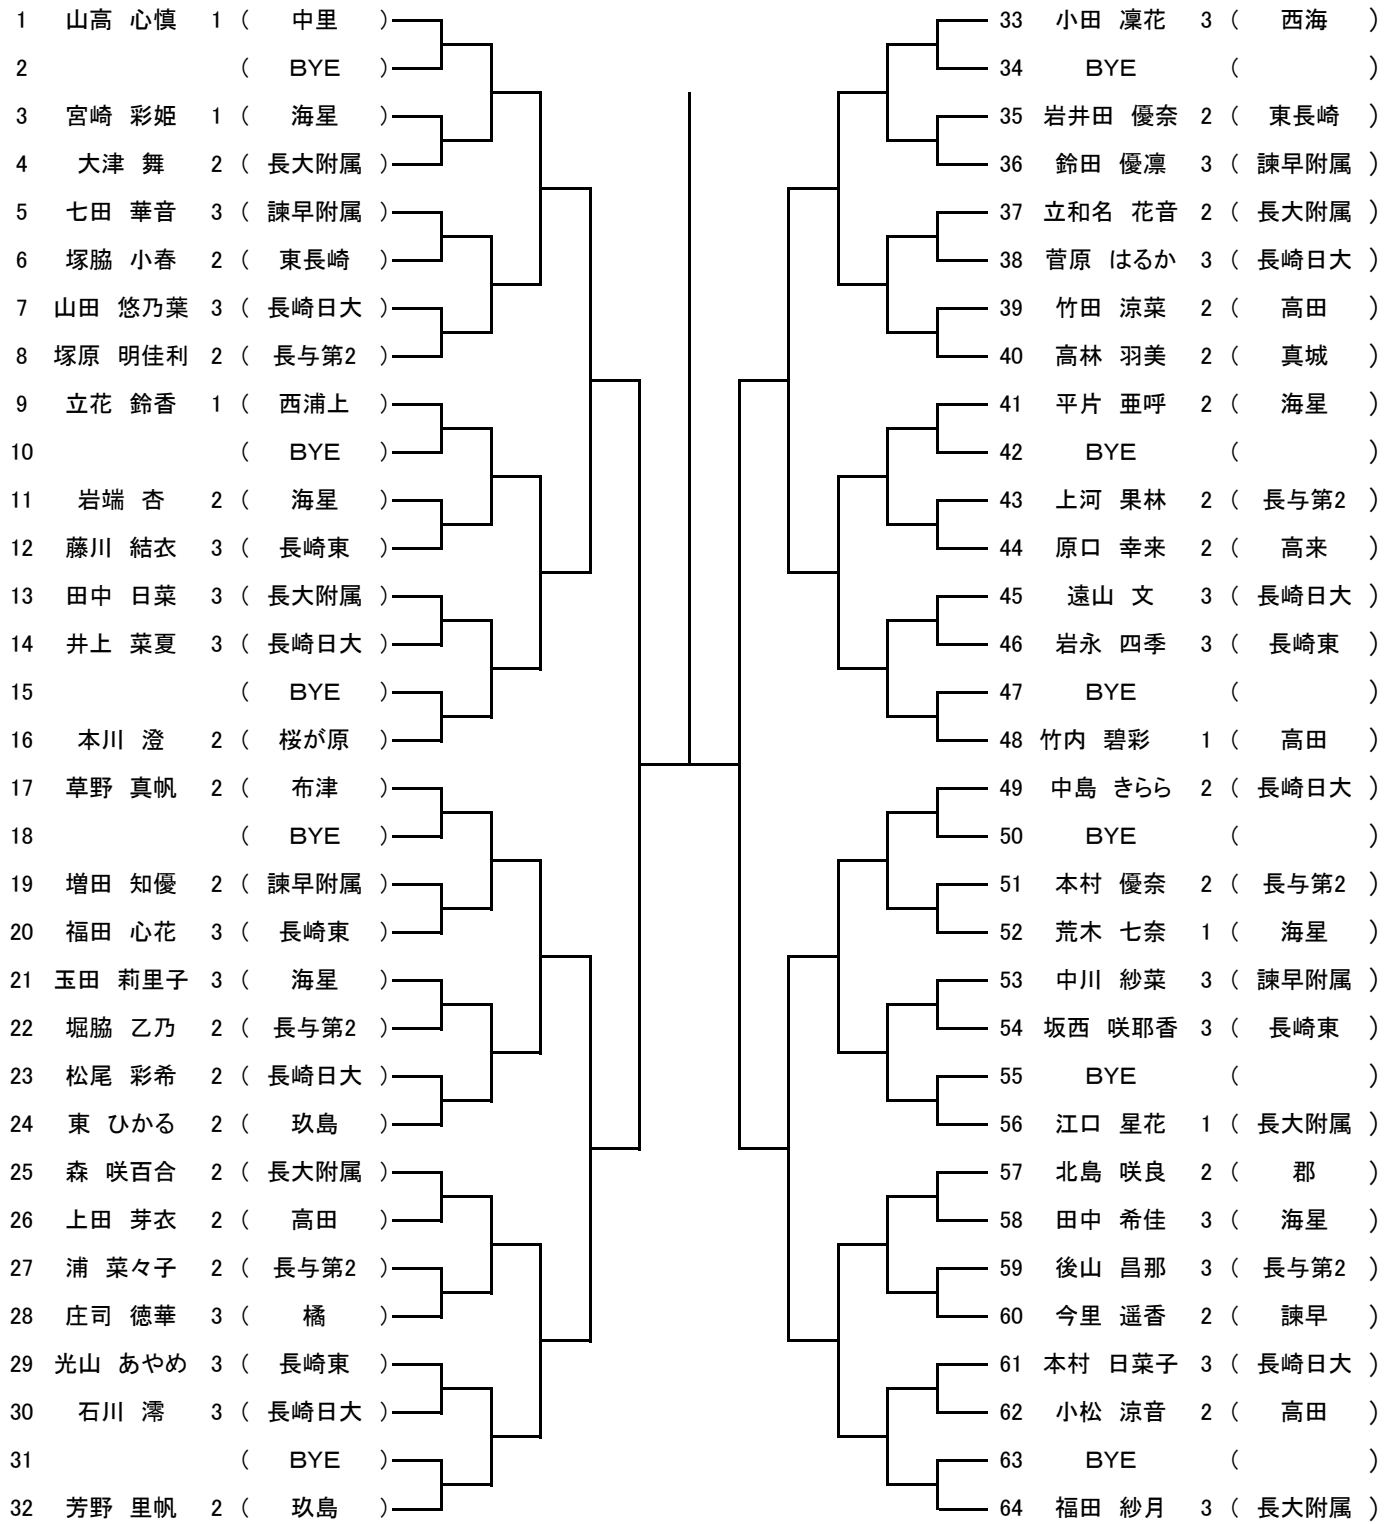 1 山高 心慎 1 ( 中里 )
2 ( BYE )
3 宮崎 彩姫 1 ( 海星 )
4 大津 舞 2 ( 長大附属 )
5 七田 華音 3 ( 諫早附属 )
6 塚脇 小春 2 ( 東長崎 )
7 山田 悠乃葉 3 ( 長崎日大 )
8 塚原 明佳利 2 ( 長与第2 )
9 立花 鈴香 1 ( 西浦上 )
10 ( BYE )
11 岩端 杏 2 ( 海星 )
12 藤川 結衣 3 ( 長崎東 )
13 田中 日菜 3 ( 長大附属 )
14 井上 菜夏 3 ( 長崎日大 )
15 ( BYE )
16 本川 澄 2 ( 桜が原 )
17 草野 真帆 2 ( 布津 )
18 ( BYE )
19 増田 知優 2 ( 諫早附属 )
20 福田 心花 3 ( 長崎東 )
21 玉田 莉里子 3 ( 海星 )
22 堀脇 乙乃 2 ( 長与第2 )
23 松尾 彩希 2 ( 長崎日大 )
24 東 ひかる 2 ( 玖島 )
25 森 咲百合 2 ( 長大附属 )
26 上田 芽衣 2 ( 高田 )
27 浦 菜々子 2 ( 長与第2 )
28 庄司 徳華 3 ( 橘 )
29 光山 あやめ 3 ( 長崎東 )
30 石川 澪 3 ( 長崎日大 )
31 ( BYE )
32 芳野 里帆 2 ( 玖島 )
33 小田 凜花 3 ( 西海 )
34 BYE ( )
35 岩井田 優奈 2 ( 東長崎 )
36 鈴田 優凛 3 ( 諫早附属 )
37 立和名 花音 2 ( 長大附属 )
38 菅原 はるか 3 ( 長崎日大 )
39 竹田 涼菜 2 ( 高田 )
40 高林 羽美 2 ( 真城 )
41 平片 亜呼 2 ( 海星 )
42 BYE ( )
43 上河 果林 2 ( 長与第2 )
44 原口 幸来 2 ( 高来 )
45 遠山 文 3 ( 長崎日大 )
46 岩永 四季 3 ( 長崎東 )
47 BYE ( )
48 竹内 碧彩 1 ( 高田 )
49 中島 きらら 2 ( 長崎日大 )
50 BYE ( )
51 本村 優奈 2 ( 長与第2 )
52 荒木 七奈 1 ( 海星 )
53 中川 紗菜 3 ( 諫早附属 )
54 坂西 咲耶香 3 ( 長崎東 )
55 BYE ( )
56 江口 星花 1 ( 長大附属 )
57 北島 咲良 2 ( 郡 )
58 田中 希佳 3 ( 海星 )
59 後山 昌那 3 ( 長与第2 )
60 今里 遥香 2 ( 諫早 )
61 本村 日菜子 3 ( 長崎日大 )
62 小松 涼音 2 ( 高田 )
63 BYE ( )
64 福田 紗月 3 ( 長大附属 )